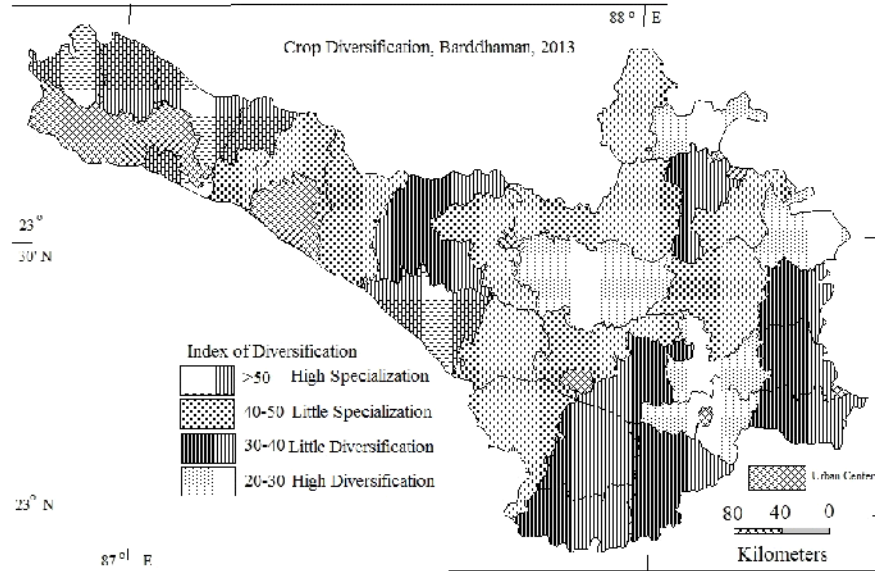 88° E
Crop Diversification, Barddhaman, 2013
23°
30' N
Index of Diversification
>50 High Specialization
40-50 Little Specialization
30-40 Little Diversification
20-30 High Diversification
Urban Center
23° N
80 40 0
Kilometers
87° E